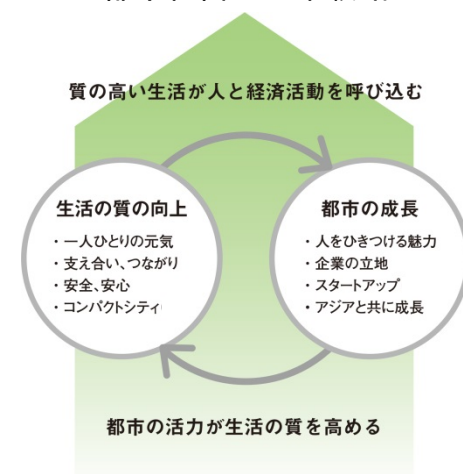 質の高い生活が人と経済活動を呼び込む
生活の質の向上
・一人ひとりの元気
・支え合い、つながり
・安全、安心
・コンパクトシティ
都市の成長
・人をひきつける魅力
・企業の立地
・スタートアップ
・アジアと共に成長
都市の活力が生活の質を高める